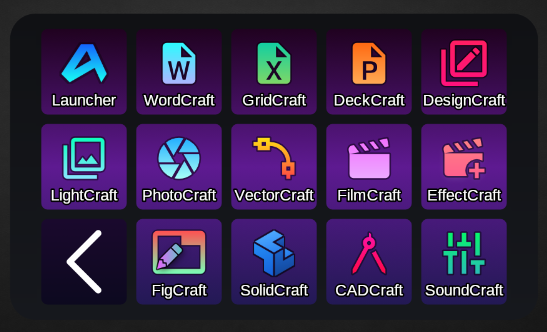 Launcher
W
WordCraft
X
GridCraft
P
DeckCraft
DesignCraft
LightCraft
PhotoCraft
VectorCraft
FilmCraft
EffectCraft
FigCraft
SolidCraft
CADCraft
SoundCraft